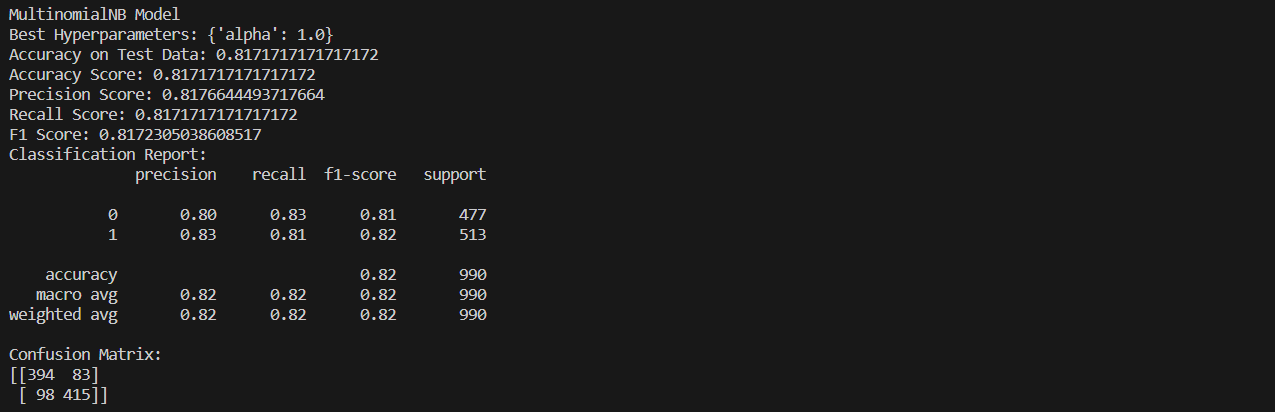 MultinomialNB Model
Best Hyperparameters: {'alpha': 1.0}
Accuracy on Test Data: 0.8171717171717172
Accuracy Score: 0.8171717171717172
Precision Score: 0.8176644493717664
Recall Score: 0.8171717171717172
F1 Score: 0.8172305038608517
Classification Report:
              precision    recall  f1-score   support

           0       0.80      0.83      0.81       477
           1       0.83      0.81      0.82       513

    accuracy                           0.82       990
   macro avg       0.82      0.82      0.82       990
weighted avg       0.82      0.82      0.82       990

Confusion Matrix:
[[394  83]
 [ 98 415]]